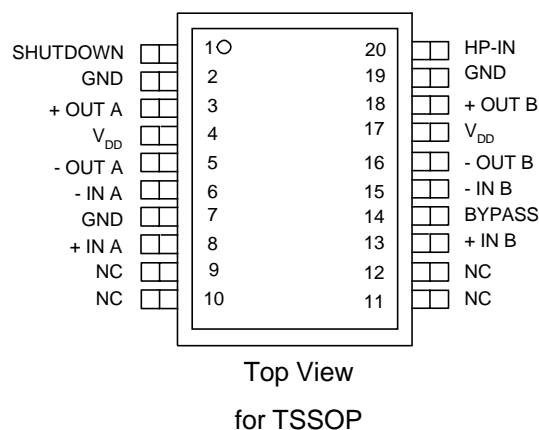 SHUTDOWN 1 20 HP-IN
GND 2 19 GND
+ OUT A 3 18 + OUT B
VDD 4 17 VDD
- OUT A 5 16 - OUT B
- IN A 6 15 - IN B
GND 7 14 BYPASS
+ IN A 8 13 + IN B
NC 9 12 NC
NC 10 11 NC
Top View
for TSSOP